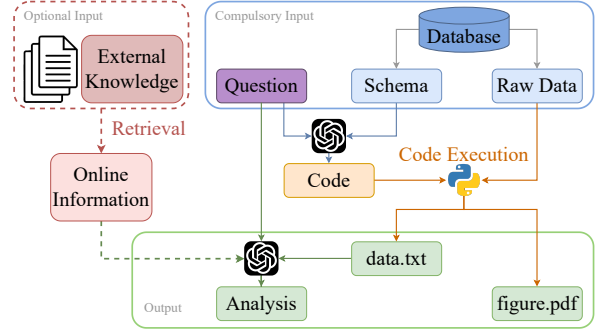 Optional Input
External
Knowledge
Compulsory Input
Database
Question
Schema
Raw Data
Retrieval
Code Execution
Online
Information
Code
data.txt
Output
Analysis
figure.pdf